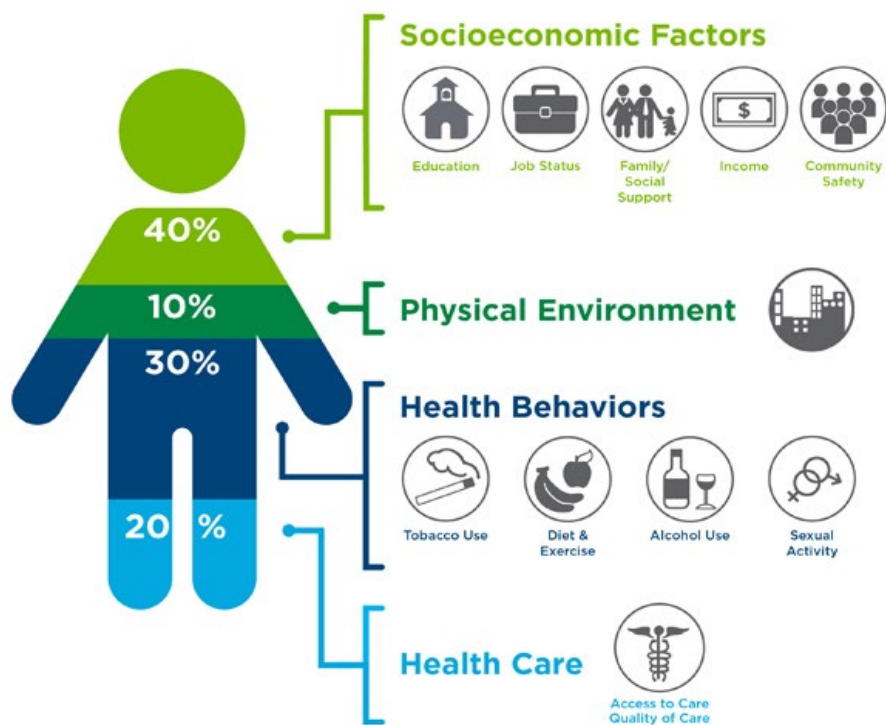 Socioeconomic Factors
$
Education
Job Status
Family/
Social
Support
Income
Community
Safety
40%
10%
Physical Environment
30%
Health Behaviors
Tobacco Use
Diet &
Exercise
Alcohol Use
Sexual
Activity
20 %
Health Care
Access to Care
Quality of Care